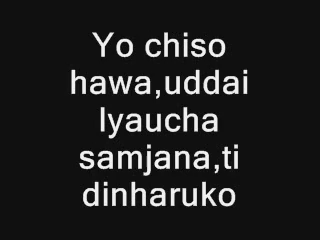 Yo chiso
hawa,uddai
lyaucha
samjana,ti
dinharuko